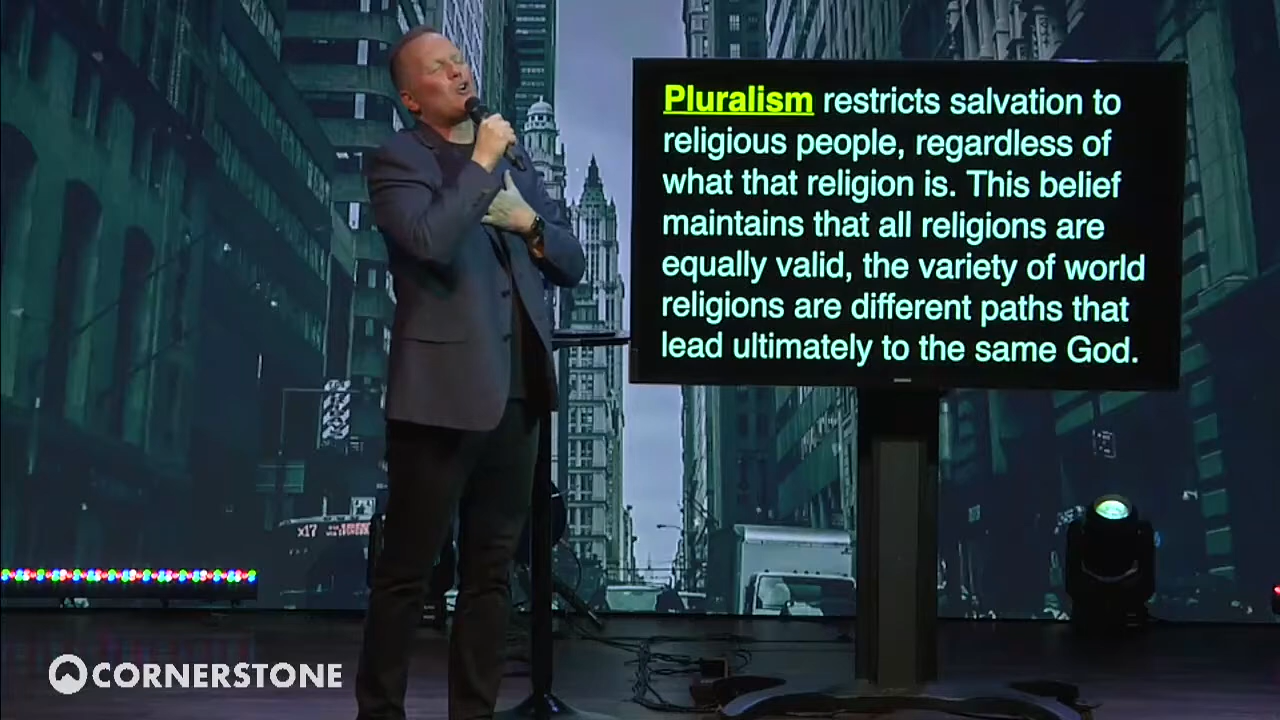 Pluralism restricts salvation to
religious people, regardless of
what that religion is. This belief
maintains that all religions are
equally valid, the variety of world
religions are different paths that
lead ultimately to the same God.
x17
CORNERSTONE